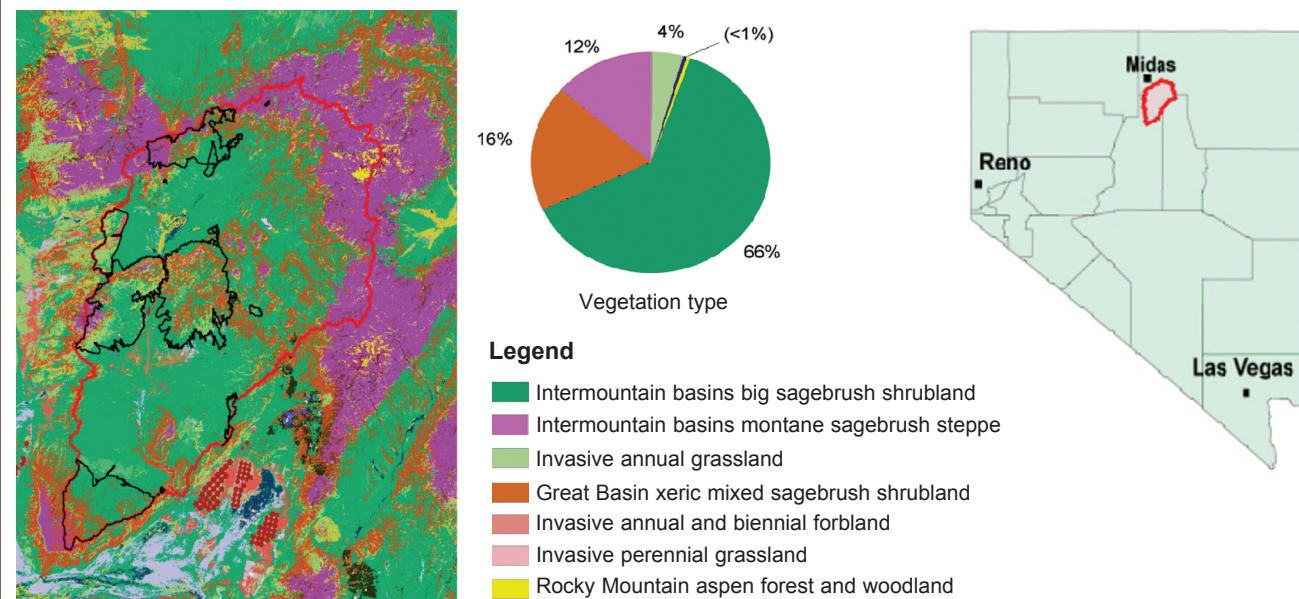 4%
(<1%)
12%
16%
66%
Vegetation type
Legend
Intermountain basins big sagebrush shrubland
Intermountain basins montane sagebrush steppe
Invasive annual grassland
Great Basin xeric mixed sagebrush shrubland
Invasive annual and biennial forbland
Invasive perennial grassland
Rocky Mountain aspen forest and woodland
Midas
Reno
Las Vegas